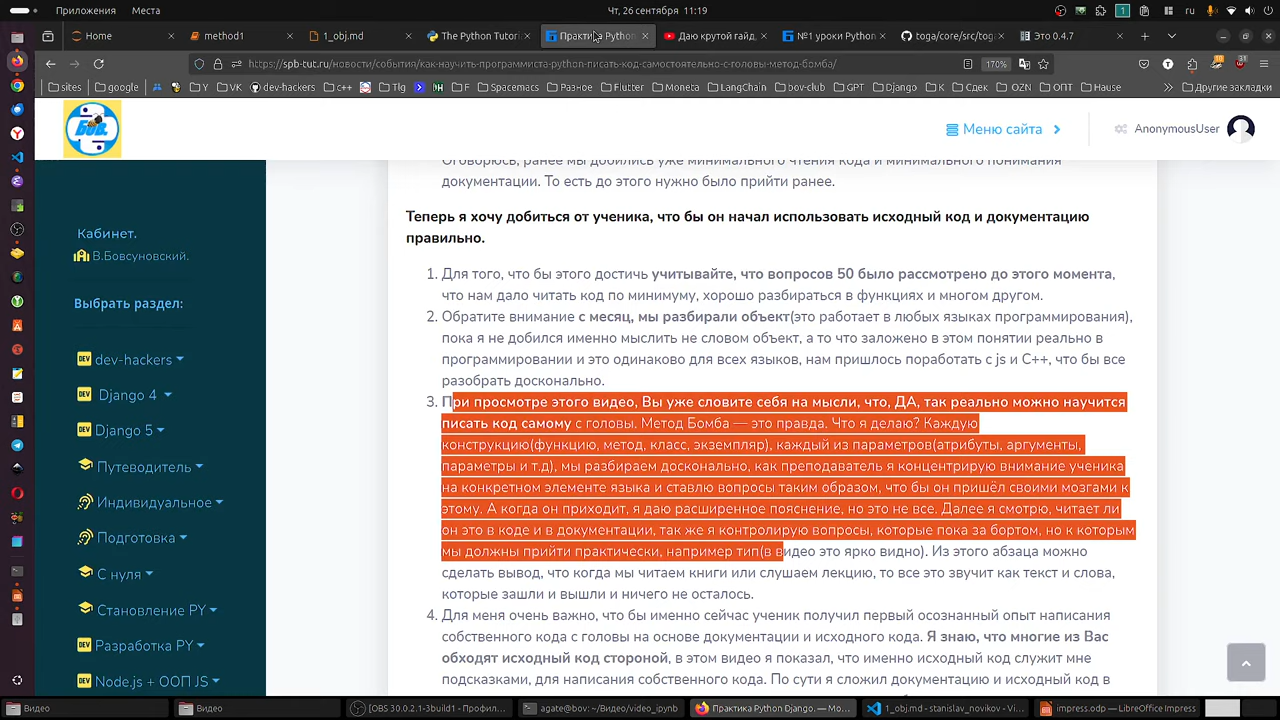 Приложения Места Чт, 26 сентября 11:19 1 ru
Home method1 1_obj.md The Python Tutori Практика Python Даю крутой гайд, №1 уроки Python toga/core/src/tog Это 0.4.7
https://spb-tut.ru/новости/события/как-научить-программиста-python-писать-код-самостоятельно-с-головы-метод-бомба/ 170%
sites google Y VK dev-hackers C++ Tlg H F Spacemacs Разное Flutter Moneta LangChain bov-club GPT Django K Сдек OZN ОПТ Hause Другие закладки
Бов.
Меню сайта AnonymousUser
Оговорюсь, ранее мы добились уже минимального чтения кода и минимального понимания
документации. То есть до этого нужно было прийти ранее.
Теперь я хочу добиться от ученика, что бы он начал использовать исходный код и документацию
правильно.
1. Для того, что бы этого достичь учитывайте, что вопросов 50 было рассмотрено до этого момента,
что нам дало читать код по минимуму, хорошо разбираться в функциях и многом другом.
2. Обратите внимание с месяц, мы разбирали объект(это работает в любых языках программирования),
пока я не добился именно мыслить не словом объект, а то что заложено в этом понятии реально в
программировании и это одинаково для всех языков, нам пришлось поработать с js и C++, что бы все
разобрать досконально.
3. При просмотре этого видео, Вы уже словите себя на мысли, что, ДА, так реально можно научится
писать код самому с головы. Метод Бомба — это правда. Что я делаю? Каждую
конструкцию(функцию, метод, класс, экземпляр), каждый из параметров(атрибуты, аргументы,
параметры и т.д), мы разбираем досконально, как преподаватель я концентрирую внимание ученика
на конкретном элементе языка и ставлю вопросы таким образом, что бы он пришёл своими мозгами к
этому. А когда он приходит, я даю расширенное пояснение, но это не все. Далее я смотрю, читает ли
он это в коде и в документации, так же я контролирую вопросы, которые пока за бортом, но к которым
мы должны прийти практически, например тип(в видео это ярко видно). Из этого абзаца можно
сделать вывод, что когда мы читаем книги или слушаем лекцию, то все это звучит как текст и слова,
которые зашли и вышли и ничего не осталось.
4. Для меня очень важно, что бы именно сейчас ученик получил первый осознанный опыт написания
собственного кода с головы на основе документации и исходного кода. Я знаю, что многие из Вас
обходят исходный код стороной, в этом видео я показал, что именно исходный код служит мне
подсказками, для написания собственного кода. По сути я сложил документацию и исходный код в
Кабинет.
В.Бовсуновский.
Выбрать раздел:
DEV dev-hackers
DEV Django 4
DEV Django 5
Путеводитель
Индивидуальное
Подготовка
С нуля
Становление PY
DEV Разработка PY
DEV Node.js + ООП JS
Видео Видео [OBS 30.0.2.1-3build1 - Профил... agate@bov: ~/Видео/video_ipynb Практика Python Django. — Mo... 1_obj.md - stanislav_novikov - Vi... impress.odp — LibreOffice Impress